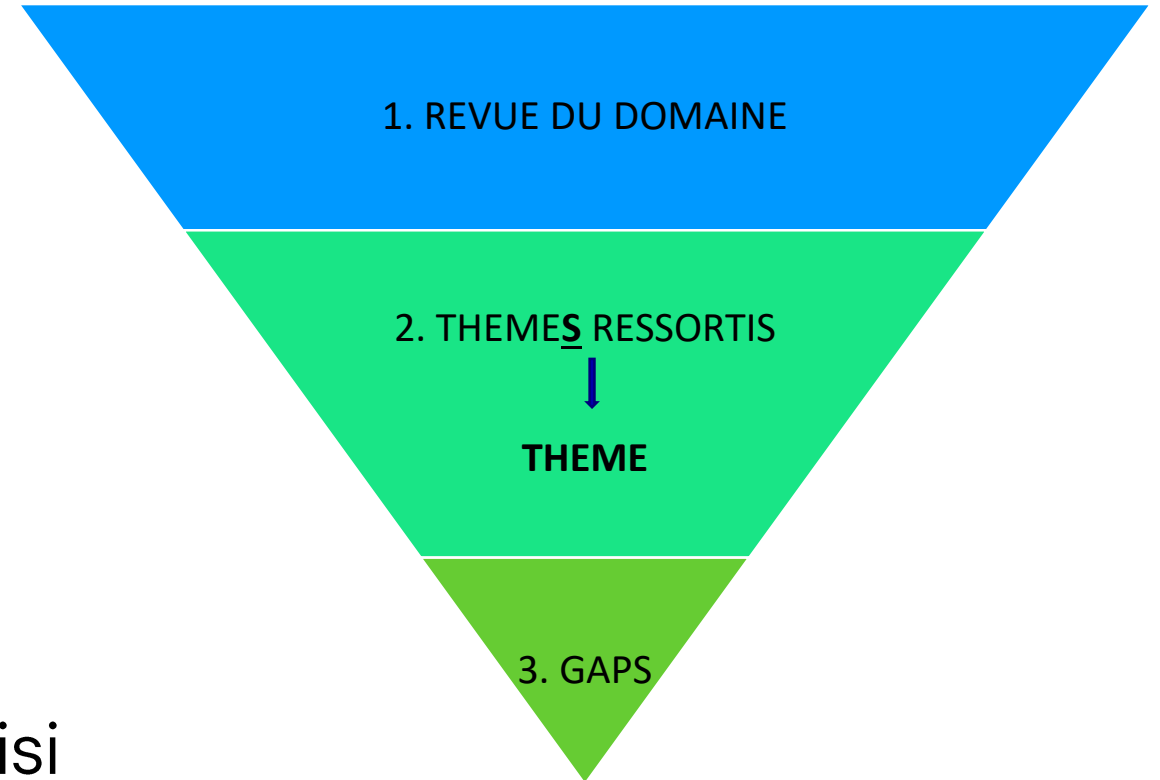 1. REVUE DU DOMAINE
2. THEMES RESSORTIS
THEME
3. GAPS
isi